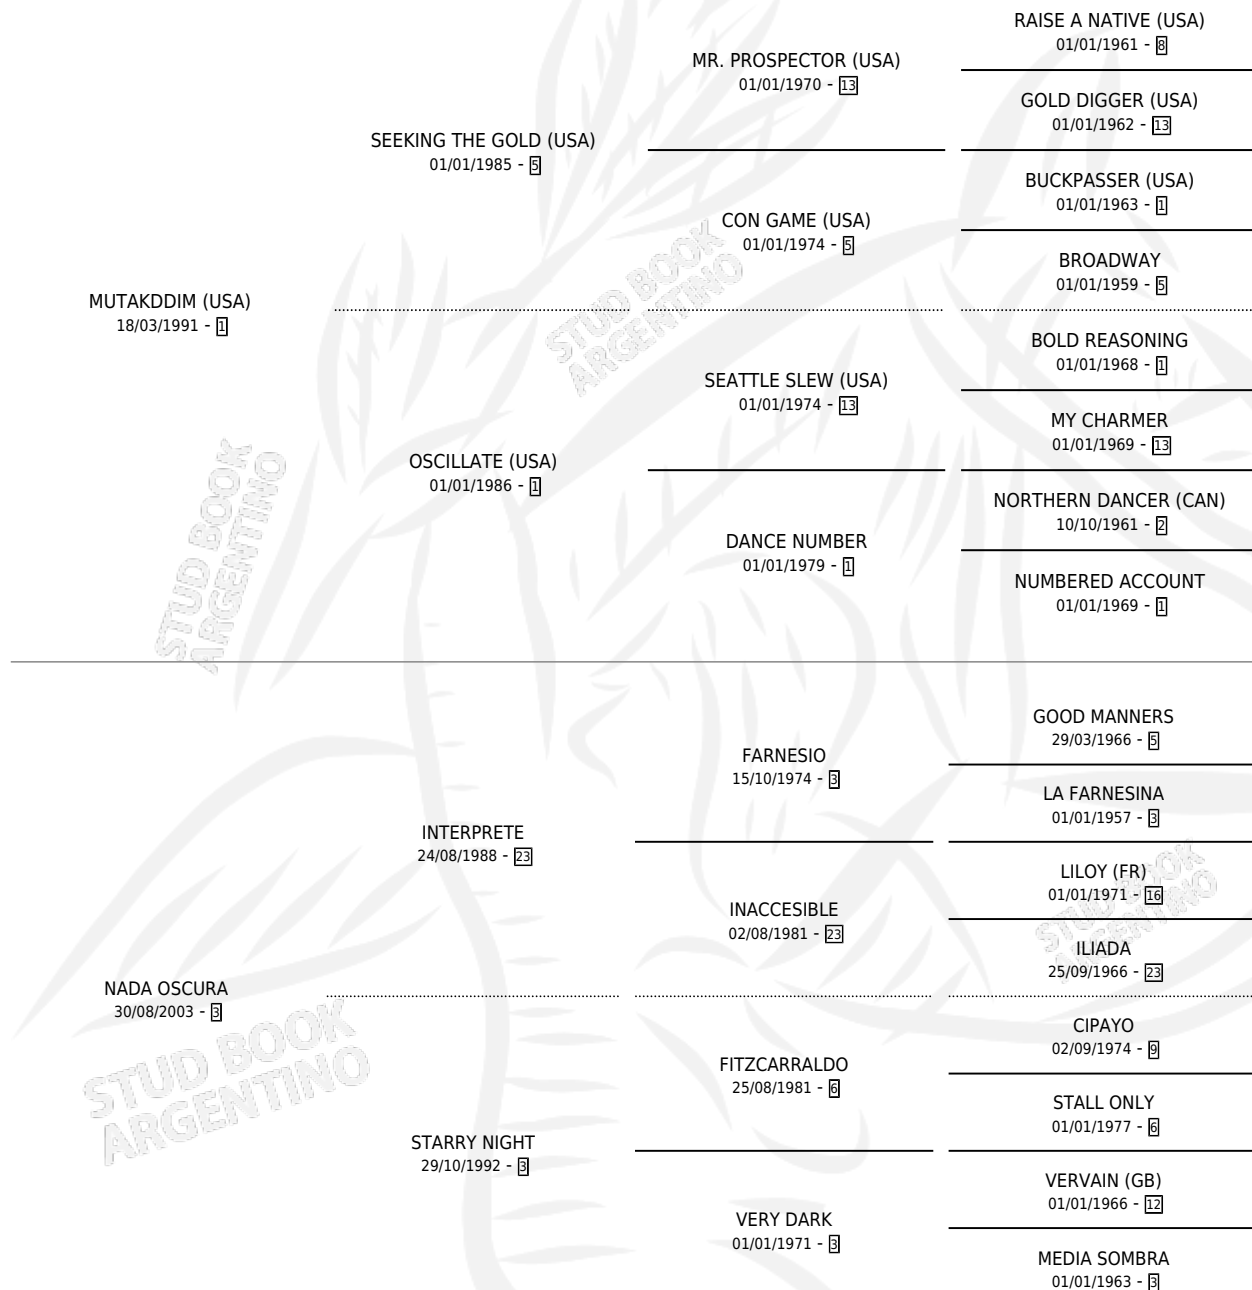 RAISE A NATIVE (USA)
01/01/1961 - 8
MR. PROSPECTOR (USA)
01/01/1970 - 13
GOLD DIGGER (USA)
01/01/1962 - 13
SEEKING THE GOLD (USA)
01/01/1985 - 5
BUCKPASSER (USA)
01/01/1963 - 1
CON GAME (USA)
01/01/1974 - 5
BROADWAY
01/01/1959 - 5
MUTAKDDIM (USA)
18/03/1991 - 1
BOLD REASONING
01/01/1968 - 1
SEATTLE SLEW (USA)
01/01/1974 - 13
MY CHARMER
01/01/1969 - 13
OSCILLATE (USA)
01/01/1986 - 1
NORTHERN DANCER (CAN)
10/10/1961 - 2
DANCE NUMBER
01/01/1979 - 1
NUMBERED ACCOUNT
01/01/1969 - 1
GOOD MANNERS
29/03/1966 - 5
FARNESIO
15/10/1974 - 3
LA FARNESINA
01/01/1957 - 3
INTERPRETE
24/08/1988 - 23
LILOY (FR)
01/01/1971 - 16
INACCESIBLE
02/08/1981 - 23
ILIADA
25/09/1966 - 23
NADA OSCURA
30/08/2003 - 3
CIPAYO
02/09/1974 - 9
FITZCARRALDO
25/08/1981 - 6
STALL ONLY
01/01/1977 - 6
STARRY NIGHT
29/10/1992 - 3
VERVAIN (GB)
01/01/1966 - 12
VERY DARK
01/01/1971 - 3
MEDIA SOMBRA
01/01/1963 - 3
STUD BOOK
ARGENTINO
STUD BOOK
ARGENTINO
STUD BOOK
ARGENTINO
STUD BOOK
ARGENTINO